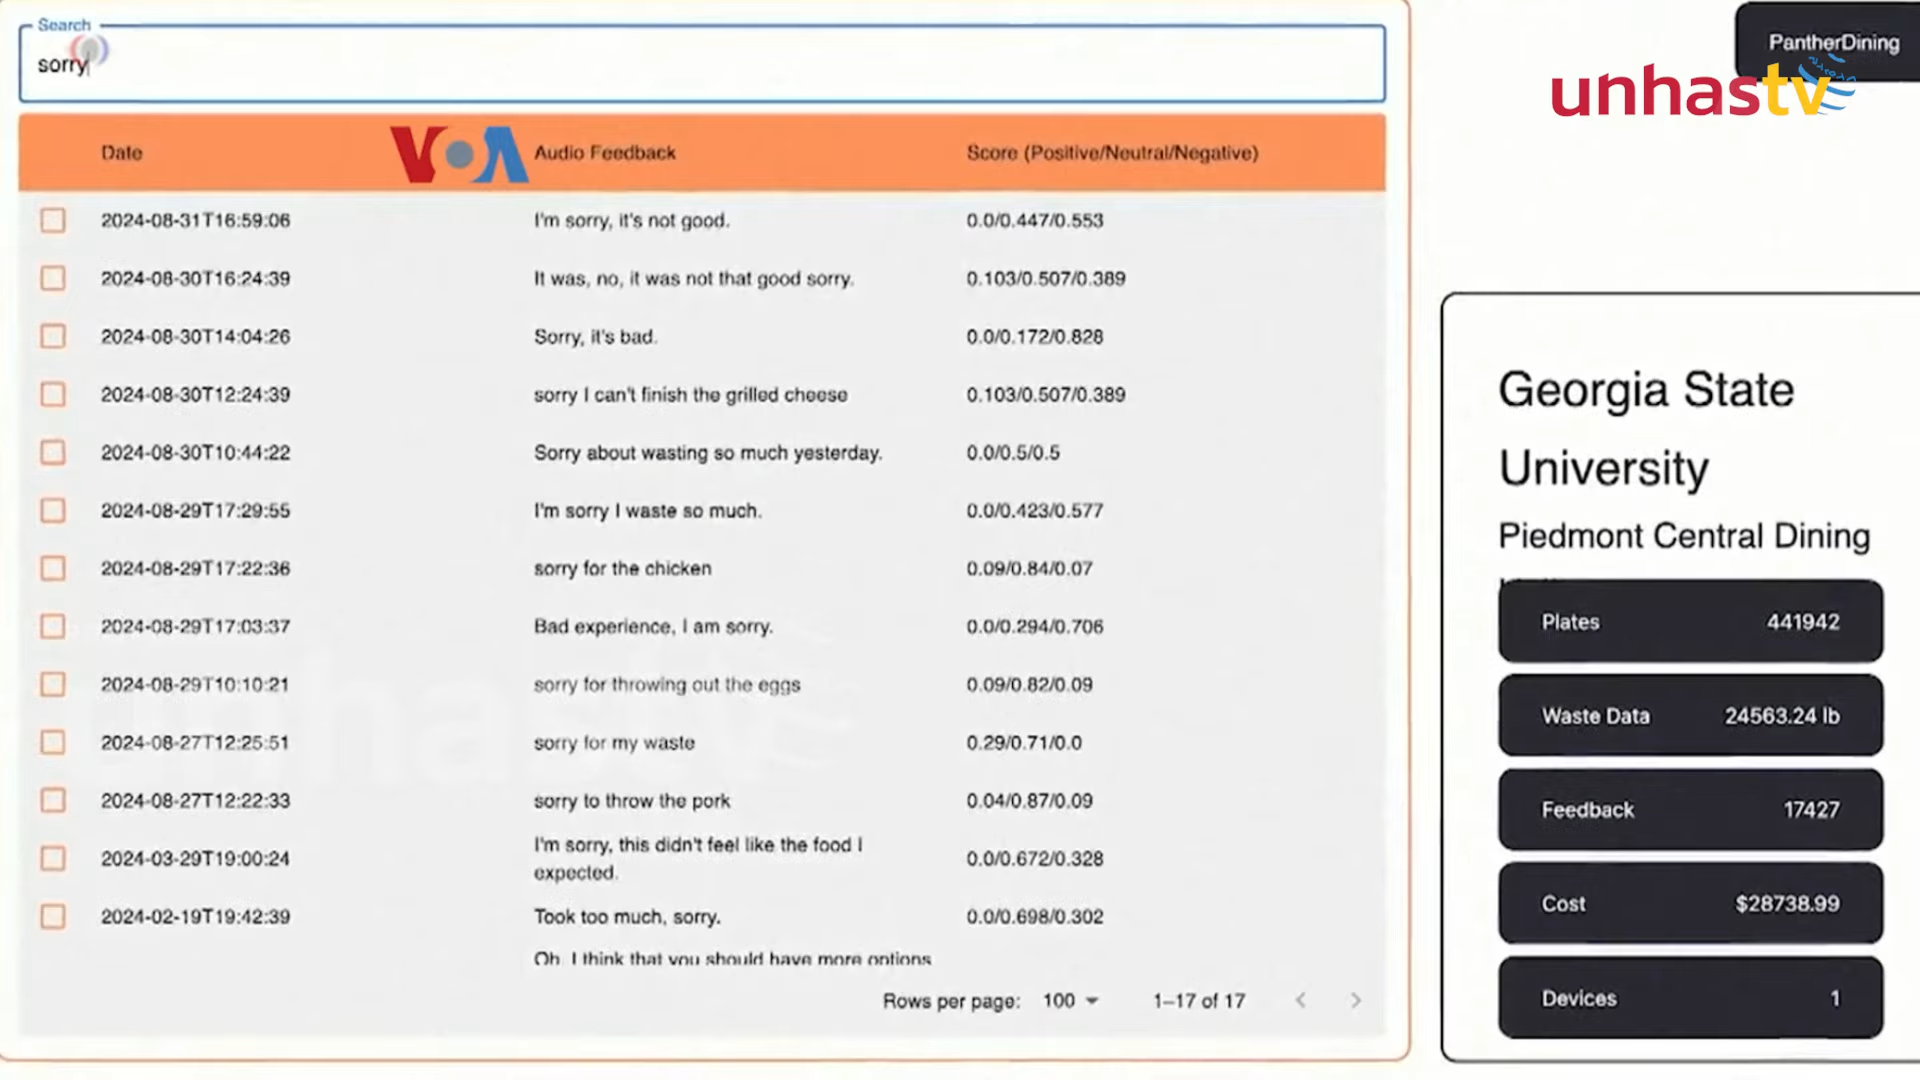 Search
sorry
PantherDining
unhastv
Date
VOA
Audio Feedback
Score (Positive/Neutral/Negative)
2024-08-31T16:59:06 I'm sorry, it's not good. 0.0/0.447/0.553
2024-08-30T16:24:39 It was, no, it was not that good sorry. 0.103/0.507/0.389
2024-08-30T14:04:26 Sorry, it's bad. 0.0/0.172/0.828
2024-08-30T12:24:39 sorry I can't finish the grilled cheese 0.103/0.507/0.389
2024-08-30T10:44:22 Sorry about wasting so much yesterday. 0.0/0.5/0.5
2024-08-29T17:29:55 I'm sorry I waste so much. 0.0/0.423/0.577
2024-08-29T17:22:36 sorry for the chicken 0.09/0.84/0.07
2024-08-29T17:03:37 Bad experience, I am sorry. 0.0/0.294/0.706
2024-08-29T10:10:21 sorry for throwing out the eggs 0.09/0.82/0.09
2024-08-27T12:25:51 sorry for my waste 0.29/0.71/0.0
2024-08-27T12:22:33 sorry to throw the pork 0.04/0.87/0.09
2024-03-29T19:00:24 I'm sorry, this didn't feel like the food I
expected. 0.0/0.672/0.328
2024-02-19T19:42:39 Took too much, sorry. 0.0/0.698/0.302
Oh, I think that you should have more options
Rows per page: 100 1–17 of 17
unhastv
Georgia State
University
Piedmont Central Dining
Plates 441942
Waste Data 24563.24 lb
Feedback 17427
Cost $28738.99
Devices 1